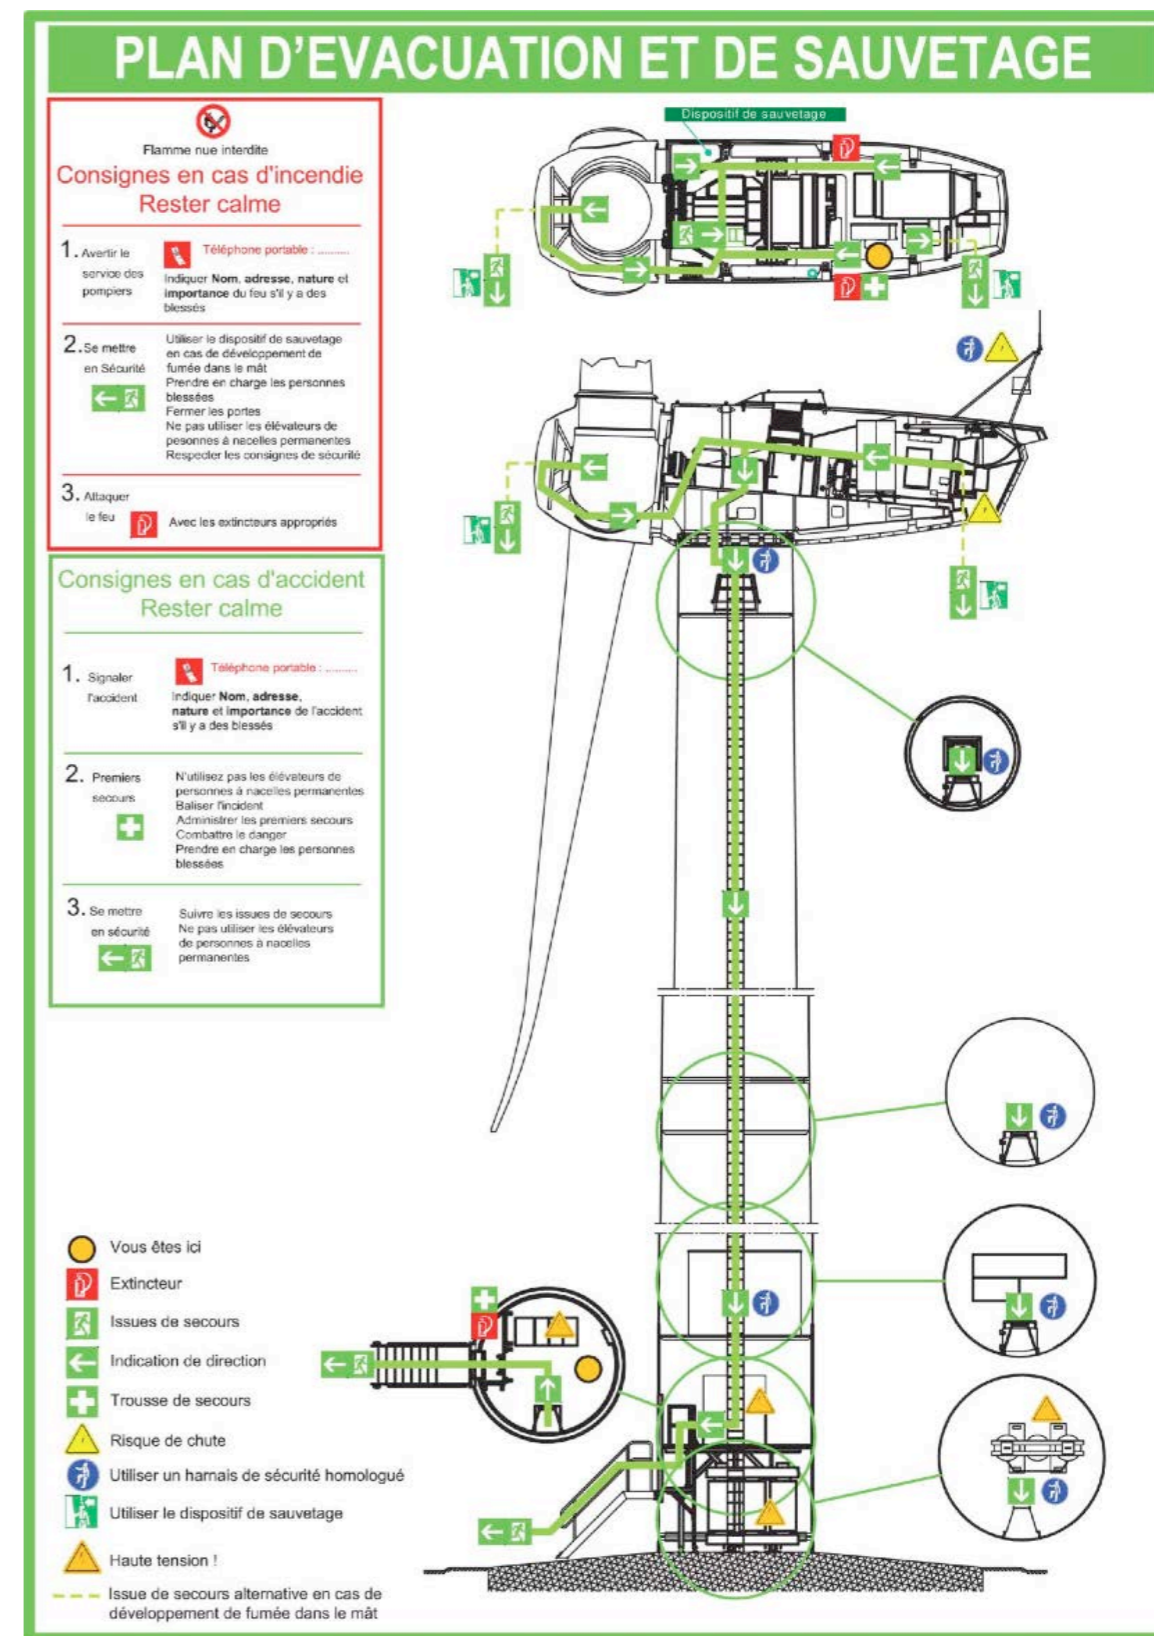 PLAN D'EVACUATION ET DE SAUVETAGE
Flamme nue interdite
Consignes en cas d'incendie
Rester calme
1. Avertir le
service des
pompiers
Téléphone portable : ..........
Indiquer Nom, adresse, nature et
importance du feu s'il y a des
blessés
2. Se mettre
en Sécurité
Utiliser le dispositif de sauvetage
en cas de développement de
fumée dans le mât
Prendre en charge les personnes
blessées
Fermer les portes
Ne pas utiliser les élévateurs de
pesonnes à nacelles permanentes
Respecter les consignes de sécurité
3. Attaquer
le feu
Avec les extincteurs appropriés
Consignes en cas d'accident
Rester calme
1. Signaler
l'accident
Téléphone portable : ..........
Indiquer Nom, adresse,
nature et importance de l'accident
s'il y a des blessés
2. Premiers
secours
N'utilisez pas les élévateurs de
personnes à nacelles permanentes
Baliser l'incident
Administrer les premiers secours
Combattre le danger
Prendre en charge les personnes
blessées
3. Se mettre
en sécurité
Suivre les issues de secours
Ne pas utiliser les élévateurs
de personnes à nacelles
permanentes
Dispositif de sauvetage
Vous êtes ici
Extincteur
Issues de secours
Indication de direction
Trousse de secours
Risque de chute
Utiliser un harnais de sécurité homologué
Utiliser le dispositif de sauvetage
Haute tension !
Issue de secours alternative en cas de
développement de fumée dans le mât